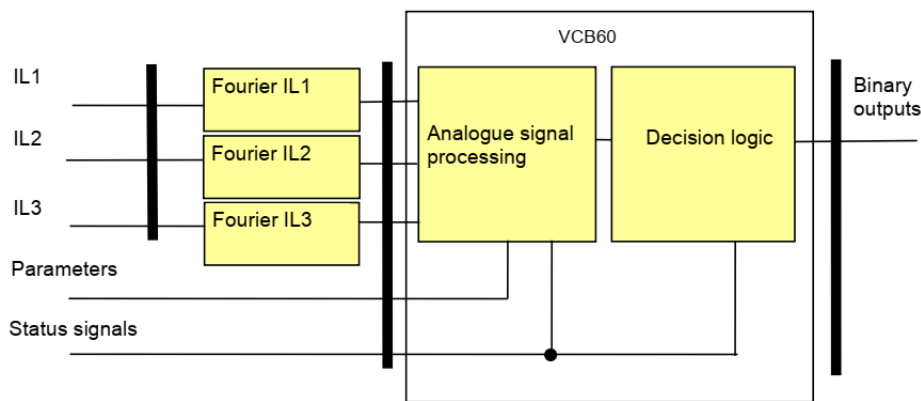 VCB60
IL1
Fourier IL1
IL2
Fourier IL2
IL3
Fourier IL3
Analogue signal
processing
Decision logic
Binary
outputs
Parameters
Status signals